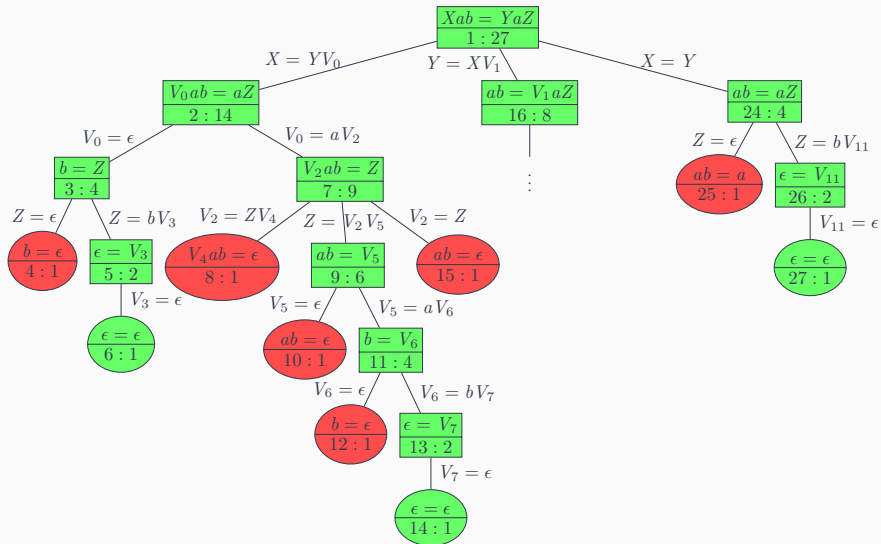 Xab = YaZ
1 : 27
X = YV₀
Y = XV₁
X = Y
V₀ab = aZ
2 : 14
ab = V₁aZ
16 : 8
ab = aZ
24 : 4
V₀ = ϵ
V₀ = aV₂
Z = ϵ
Z = bV₁₁
b = Z
3 : 4
V₂ab = Z
7 : 9
⋮
ab = a
25 : 1
ϵ = V₁₁
26 : 2
Z = ϵ
Z = bV₃
V₂ = ZV₄
Z = V₂V₅
V₂ = Z
V₁₁ = ϵ
b = ϵ
4 : 1
ϵ = V₃
5 : 2
V₄ab = ϵ
8 : 1
ab = V₅
9 : 6
ab = ϵ
15 : 1
ϵ = ϵ
27 : 1
V₃ = ϵ
V₅ = ϵ
V₅ = aV₆
ϵ = ϵ
6 : 1
ab = ϵ
10 : 1
b = V₆
11 : 4
V₆ = ϵ
V₆ = bV₇
b = ϵ
12 : 1
ϵ = V₇
13 : 2
V₇ = ϵ
ϵ = ϵ
14 : 1